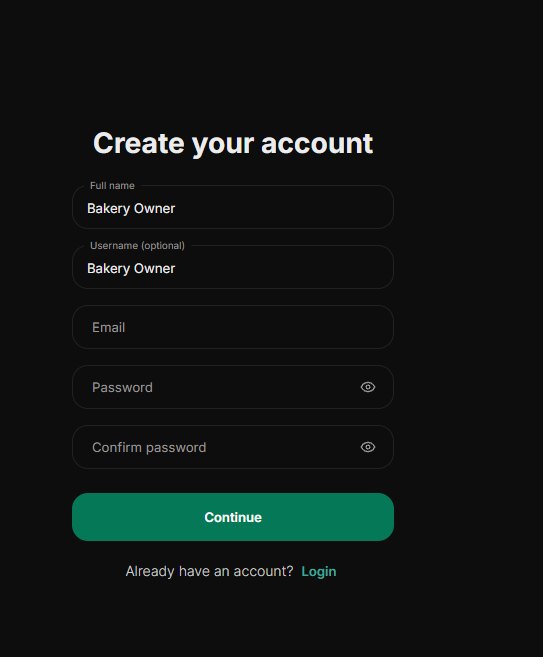 Create your account
Full name
Bakery Owner
Username (optional)
Bakery Owner
Email
Password
Confirm password
Continue
Already have an account? Login